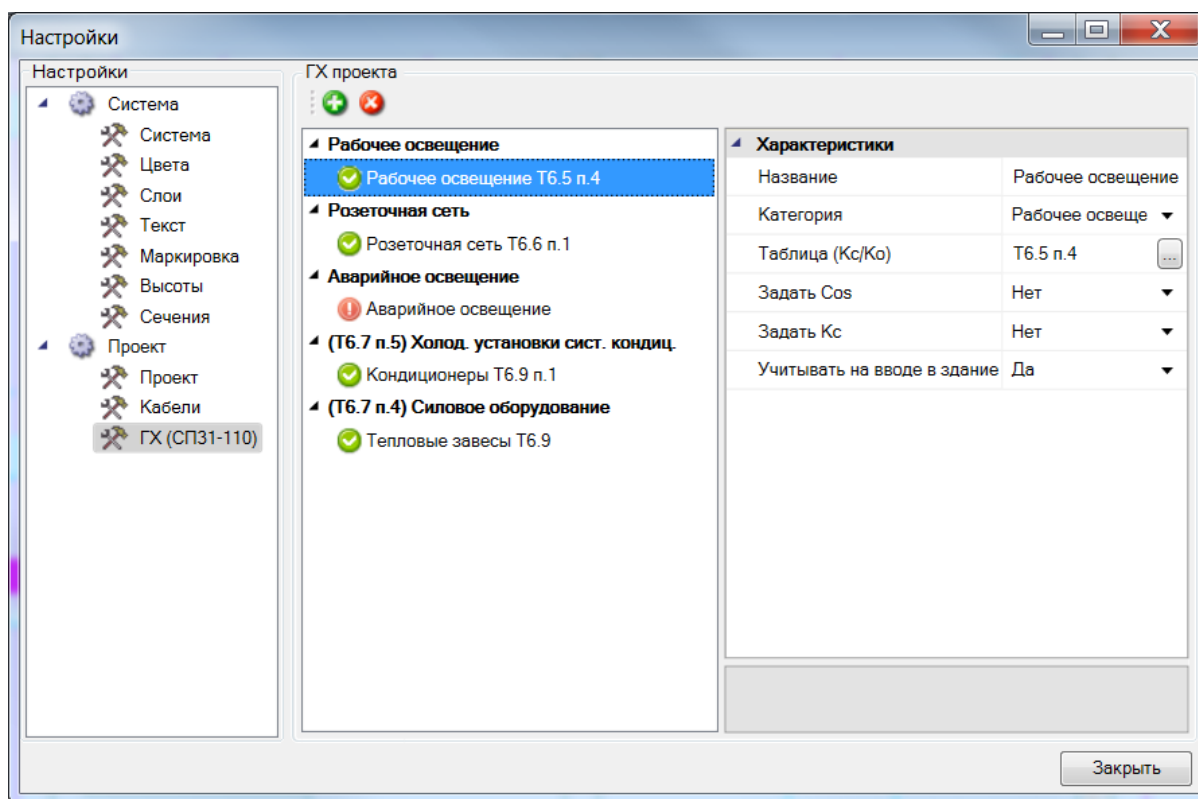 Настройки
Настройки
Система
Система
Цвета
Слои
Текст
Маркировка
Высоты
Сечения
Проект
Проект
Кабели
ГХ (СП31-110)
ГХ проекта
Рабочее освещение
Рабочее освещение Т6.5 п.4
Розеточная сеть
Розеточная сеть Т6.6 п.1
Аварийное освещение
Аварийное освещение
(Т6.7 п.5) Холод. установки сист. кондиц.
Кондиционеры Т6.9 п.1
(Т6.7 п.4) Силовое оборудование
Тепловые завесы Т6.9
Характеристики
Название Рабочее освещение
Категория Рабочее освеще
Таблица (Кс/Ко) Т6.5 п.4 ...
Задать Cos Нет
Задать Кс Нет
Учитывать на вводе в здание Да
Закрыть